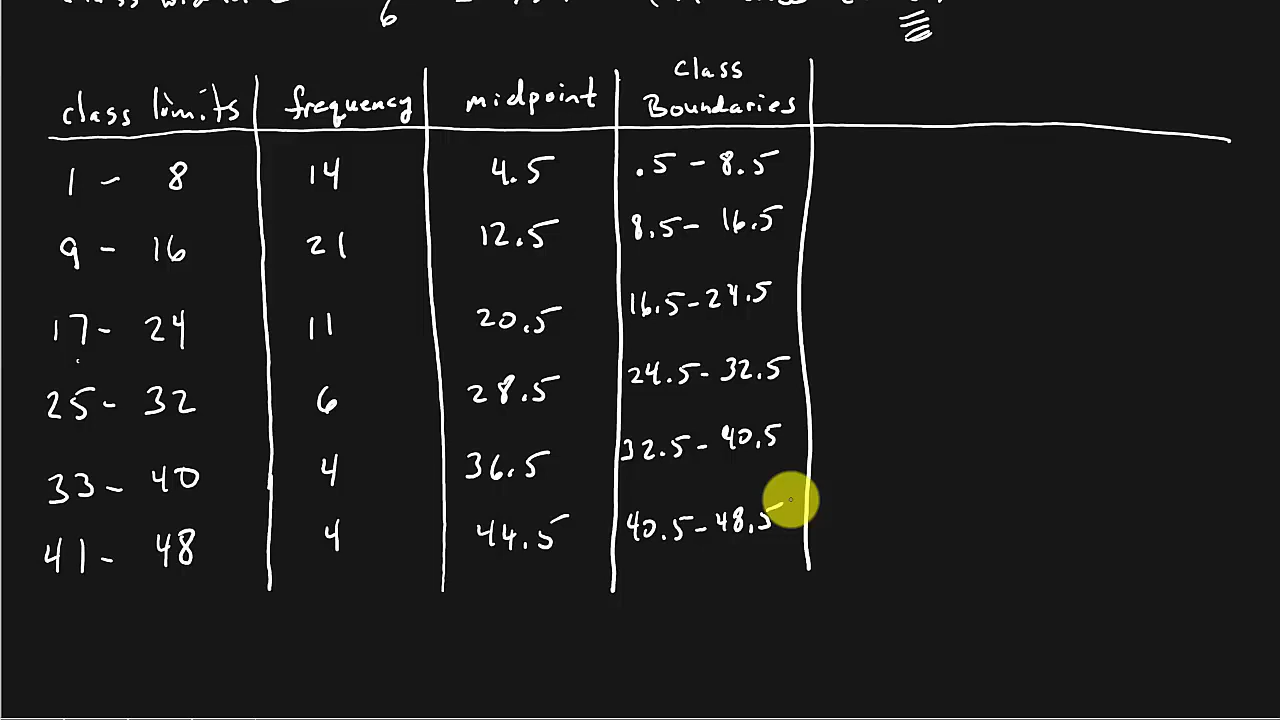 6
class limits frequency midpoint Class Boundaries
1 - 8 14 4.5 .5 - 8.5
9 - 16 21 12.5 8.5 - 16.5
17 - 24 11 20.5 16.5 - 24.5
25 - 32 6 28.5 24.5 - 32.5
33 - 40 4 36.5 32.5 - 40.5
41 - 48 4 44.5 40.5 - 48.5